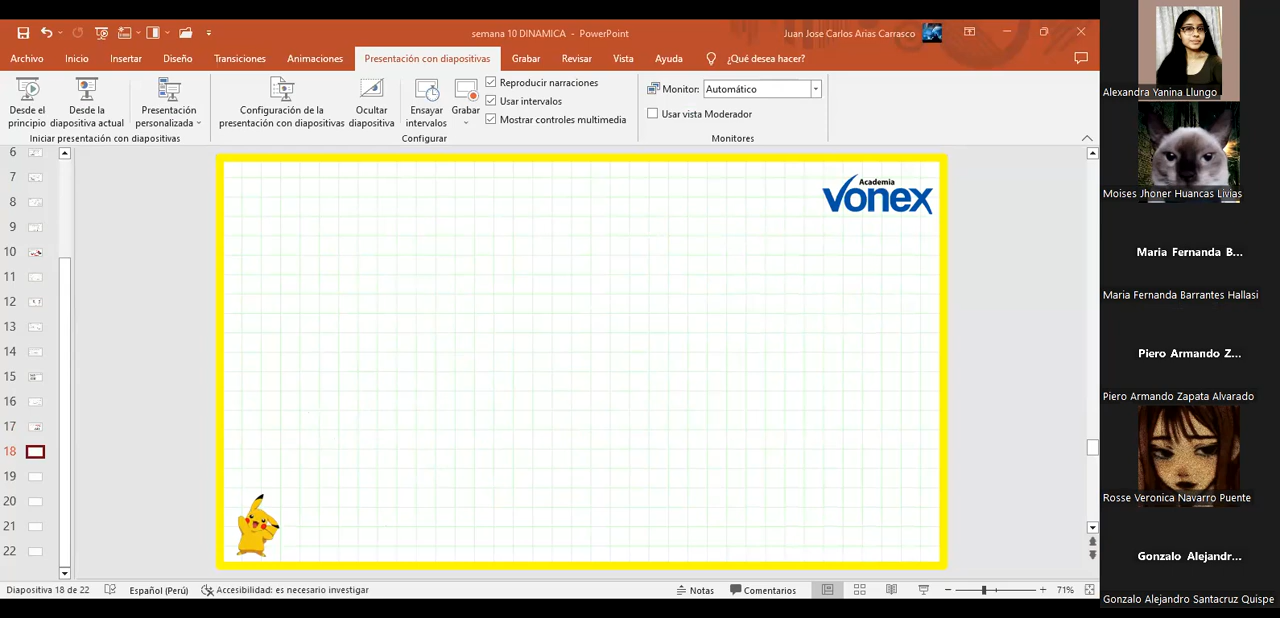 semana 10 DINAMICA - PowerPoint
Juan Jose Carlos Arias Carrasco
Archivo
Inicio
Insertar
Diseño
Transiciones
Animaciones
Presentación con diapositivas
Grabar
Revisar
Vista
Ayuda
¿Qué desea hacer?
Desde el
principio
Desde la
diapositiva actual
Presentación
personalizada
Iniciar presentación con diapositivas
Configuración de la
presentación con diapositivas
Ocultar
diapositiva
Ensayar
intervalos
Grabar
Reproducir narraciones
Usar intervalos
Mostrar controles multimedia
Configurar
Monitor:
Automático
Usar vista Moderador
Monitores
6
7
8
9
10
11
12
13
14
15
16
17
18
19
20
21
22
Academia
Vonex
Diapositiva 18 de 22
Español (Perú)
Accesibilidad: es necesario investigar
Notas
Comentarios
71%
Alexandra Yanina Llungo
Moises Jhoner Huancas Livias
Maria Fernanda B...
Maria Fernanda Barrantes Hallasi
Piero Armando Z...
Piero Armando Zapata Alvarado
Rosse Veronica Navarro Puente
Gonzalo Alejandr...
Gonzalo Alejandro Santacruz Quispe